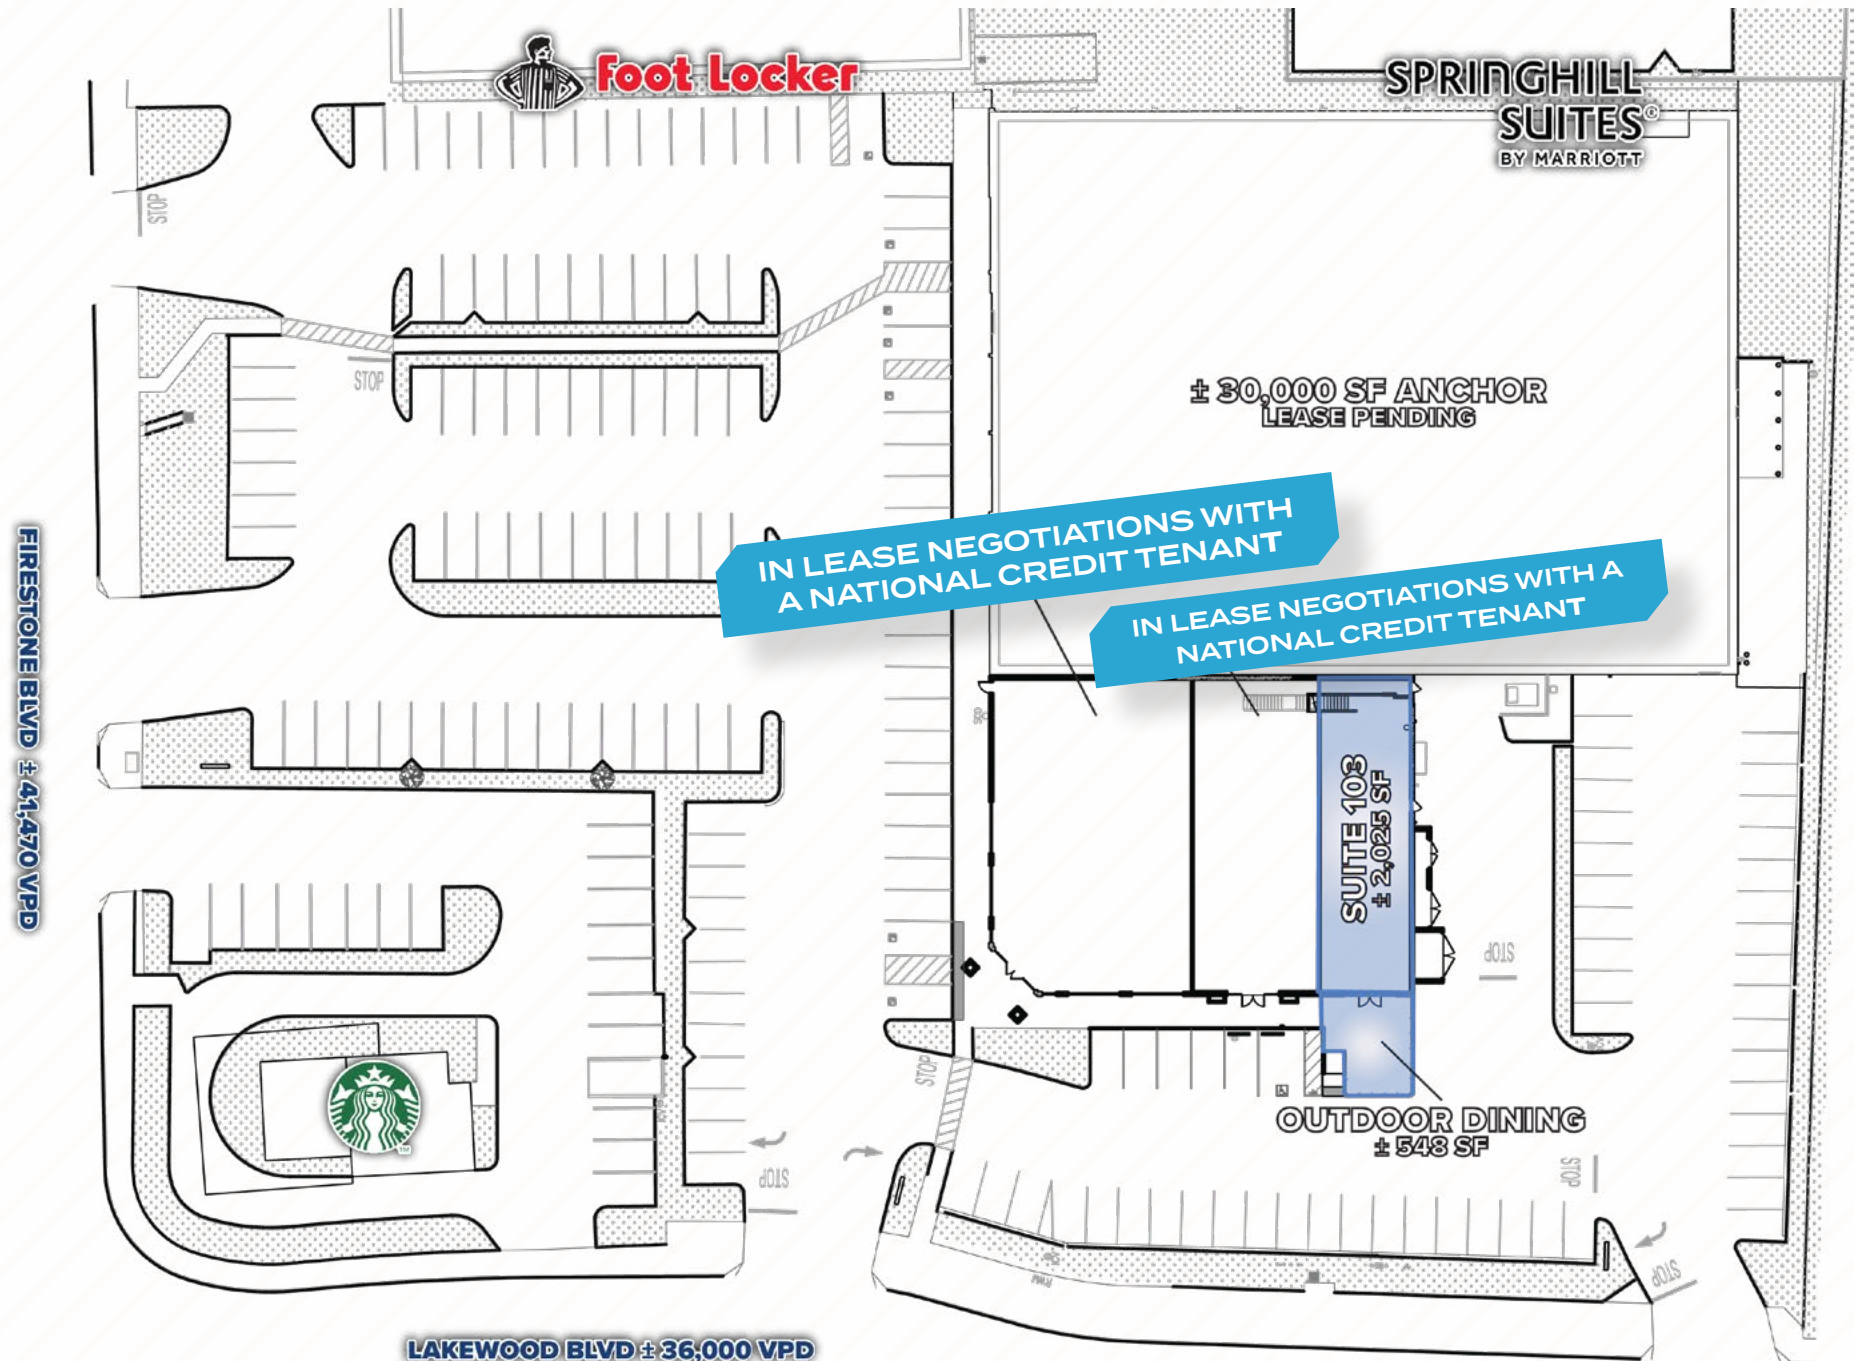 Foot Locker
SPRINGHILL
SUITES
BY MARRIOTT
STOP
STOP
± 30,000 SF ANCHOR
LEASE PENDING
IN LEASE NEGOTIATIONS WITH
A NATIONAL CREDIT TENANT
IN LEASE NEGOTIATIONS WITH A
NATIONAL CREDIT TENANT
FIRESTONE BLVD ± 41,470 VPD
SUITE 103
± 2,025 SF
STOP
STOP
OUTDOOR DINING
± 548 SF
STOP
STOP
STOP
LAKEWOOD BLVD ± 36,000 VPD